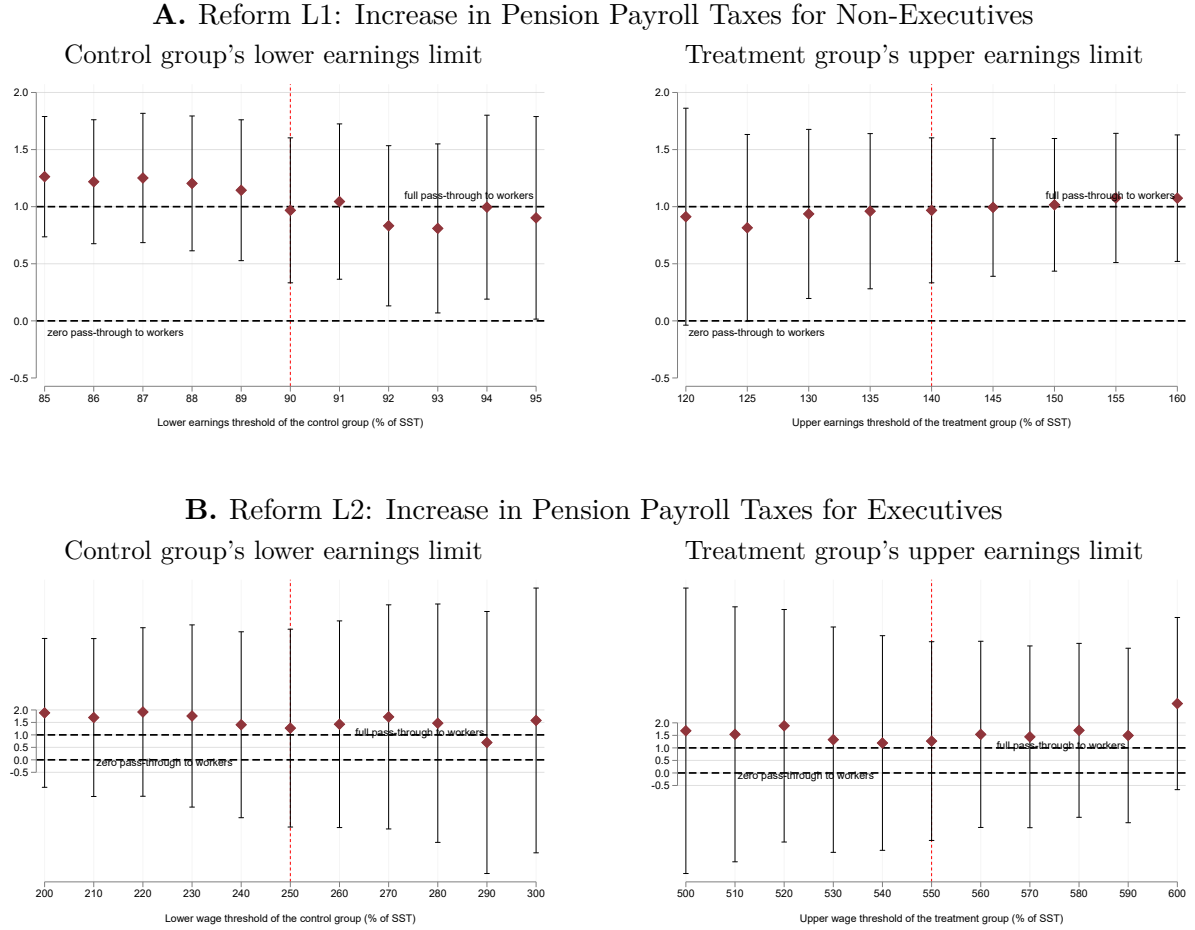 A. Reform L1: Increase in Pension Payroll Taxes for Non-Executives
Control group's lower earnings limit
2.0
1.5
full pass-through to workers
1.0
0.5
0.0
zero pass-through to workers
-0.5
85 86 87 88 89 90 91 92 93 94 95
Lower earnings threshold of the control group (% of SST)
Treatment group's upper earnings limit
2.0
1.5
full pass-through to workers
1.0
0.5
0.0
zero pass-through to workers
-0.5
120 125 130 135 140 145 150 155 160
Upper earnings threshold of the treatment group (% of SST)
B. Reform L2: Increase in Pension Payroll Taxes for Executives
Control group's lower earnings limit
2.0
1.5
full pass-through to workers
1.0
0.5
0.0
zero pass-through to workers
-0.5
200 210 220 230 240 250 260 270 280 290 300
Lower wage threshold of the control group (% of SST)
Treatment group's upper earnings limit
2.0
1.5
full pass-through to workers
1.0
0.5
0.0
zero pass-through to workers
-0.5
500 510 520 530 540 550 560 570 580 590 600
Upper wage threshold of the treatment group (% of SST)